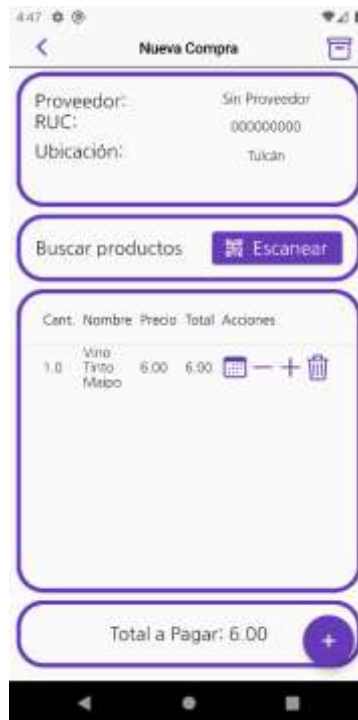 4:47
Nueva Compra
Proveedor: Sin Proveedor
RUC: 000000000
Ubicación: Tulcán
Buscar productos Escanear
Cant. Nombre Precio Total Acciones
1.0 Vino Tinto Maipo 6.00 6.00
Total a Pagar: 6.00
+